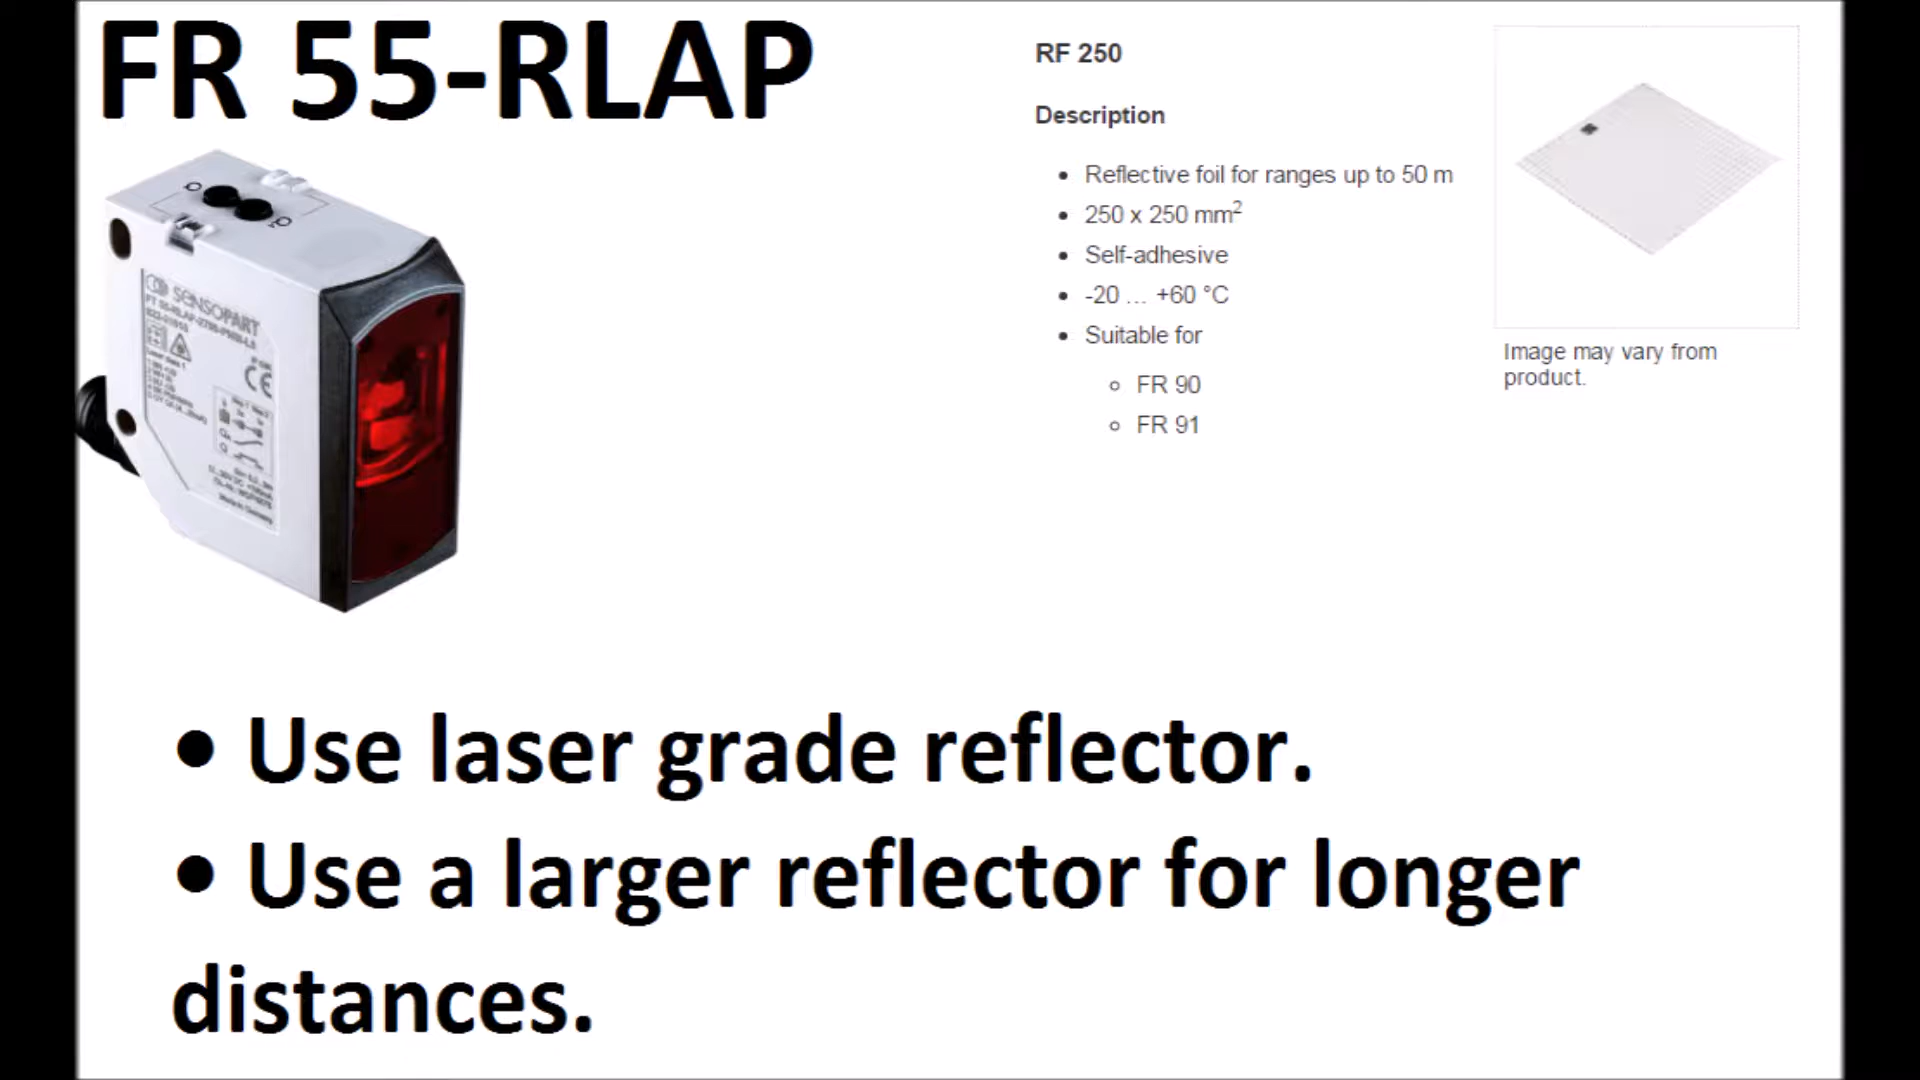 FR 55-RLAP
RF 250
Description
• Reflective foil for ranges up to 50 m
• 250 x 250 mm²
• Self-adhesive
• -20 … +60 °C
• Suitable for
○ FR 90
○ FR 91
Image may vary from
product.
SENSOPART
CE
• Use laser grade reflector.
• Use a larger reflector for longer
distances.